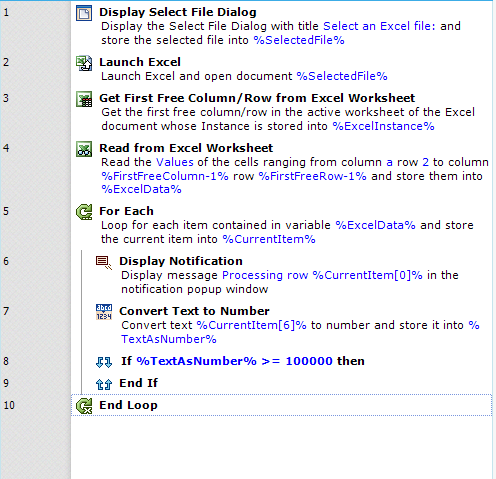 1 Display Select File Dialog
Display the Select File Dialog with title Select an Excel file: and
store the selected file into %SelectedFile%
2 Launch Excel
Launch Excel and open document %SelectedFile%
3 Get First Free Column/Row from Excel Worksheet
Get the first free column/row in the active worksheet of the Excel
document whose Instance is stored into %ExcelInstance%
4 Read from Excel Worksheet
Read the Values of the cells ranging from column a row 2 to column
%FirstFreeColumn-1% row %FirstFreeRow-1% and store them into
%ExcelData%
5 For Each
Loop for each item contained in variable %ExcelData% and store
the current item into %CurrentItem%
6 Display Notification
Display message Processing row %CurrentItem[0]% in the
notification popup window
7 Convert Text to Number
Convert text %CurrentItem[6]% to number and store it into %
TextAsNumber%
8 If %TextAsNumber% >= 100000 then
9 End If
10 End Loop